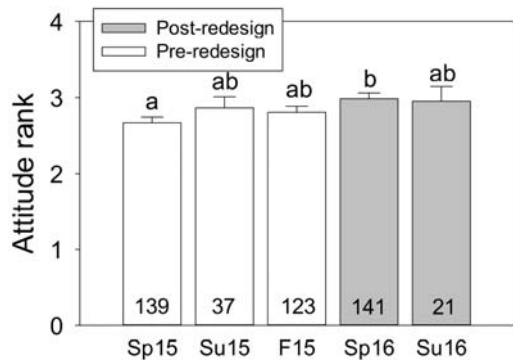 4
Post-redesign
Pre-redesign
ab
b
ab
ab
a
3
2
1
0
Attitude rank
139
37
123
141
21
Sp15
Su15
F15
Sp16
Su16